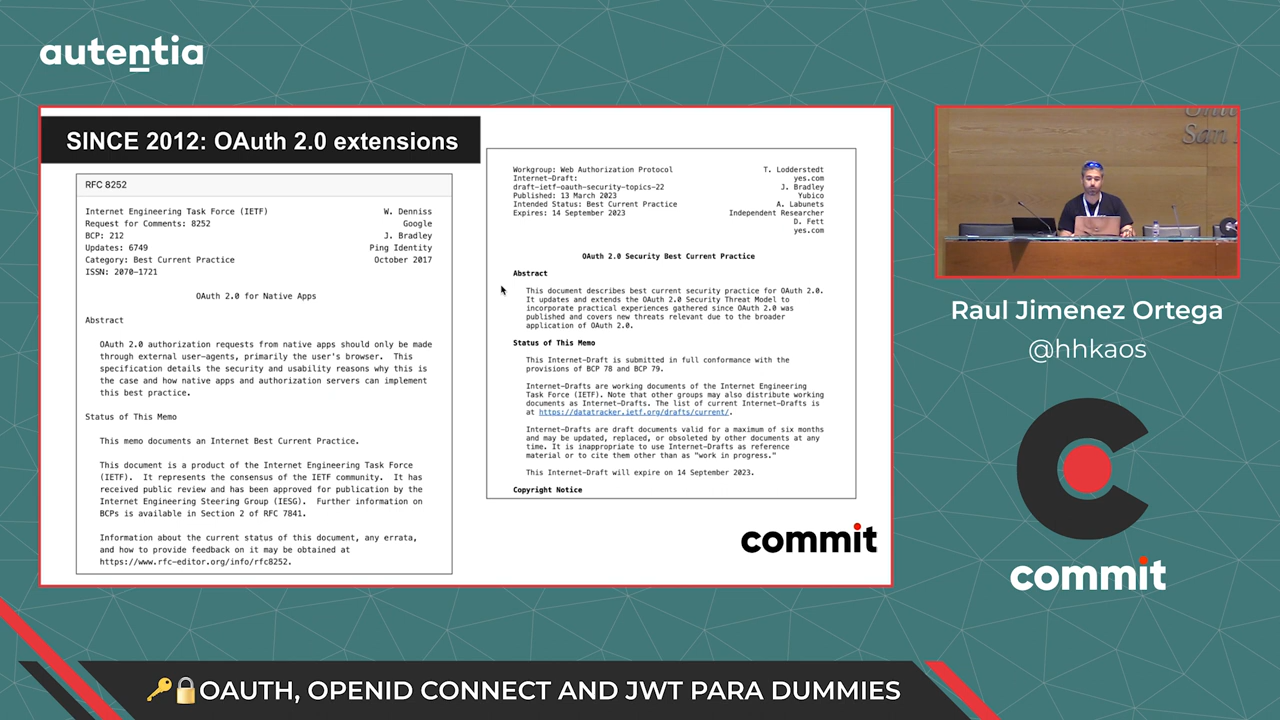 autentia
SINCE 2012: OAuth 2.0 extensions
RFC 8252
Internet Engineering Task Force (IETF) W. Denniss
Request for Comments: 8252 Google
BCP: 212 J. Bradley
Updates: 6749 Ping Identity
Category: Best Current Practice October 2017
ISSN: 2070-1721
OAuth 2.0 for Native Apps
Abstract
OAuth 2.0 authorization requests from native apps should only be made
through external user-agents, primarily the user's browser. This
specification details the security and usability reasons why this is
the case and how native apps and authorization servers can implement
this best practice.
Status of This Memo
This memo documents an Internet Best Current Practice.
This document is a product of the Internet Engineering Task Force
(IETF). It represents the consensus of the IETF community. It has
received public review and has been approved for publication by the
Internet Engineering Steering Group (IESG). Further information on
BCPs is available in Section 2 of RFC 7841.
Information about the current status of this document, any errata,
and how to provide feedback on it may be obtained at
https://www.rfc-editor.org/info/rfc8252.
Workgroup: Web Authorization Protocol T. Lodderstedt
Internet-Draft: yes.com
draft-ietf-oauth-security-topics-22 J. Bradley
Published: 13 March 2023 Yubico
Intended Status: Best Current Practice A. Labunets
Expires: 14 September 2023 Independent Researcher
D. Fett
yes.com
OAuth 2.0 Security Best Current Practice
Abstract
This document describes best current security practice for OAuth 2.0.
It updates and extends the OAuth 2.0 Security Threat Model to
incorporate practical experiences gathered since OAuth 2.0 was
published and covers new threats relevant due to the broader
application of OAuth 2.0.
Status of This Memo
This Internet-Draft is submitted in full conformance with the
provisions of BCP 78 and BCP 79.
Internet-Drafts are working documents of the Internet Engineering
Task Force (IETF). Note that other groups may also distribute working
documents as Internet-Drafts. The list of current Internet-Drafts is
at https://datatracker.ietf.org/drafts/current/.
Internet-Drafts are draft documents valid for a maximum of six months
and may be updated, replaced, or obsoleted by other documents at any
time. It is inappropriate to use Internet-Drafts as reference
material or to cite them other than as "work in progress."
This Internet-Draft will expire on 14 September 2023.
Copyright Notice
commit
San
Raul Jimenez Ortega
@hhkaos
commit
OAUTH, OPENID CONNECT AND JWT PARA DUMMIES